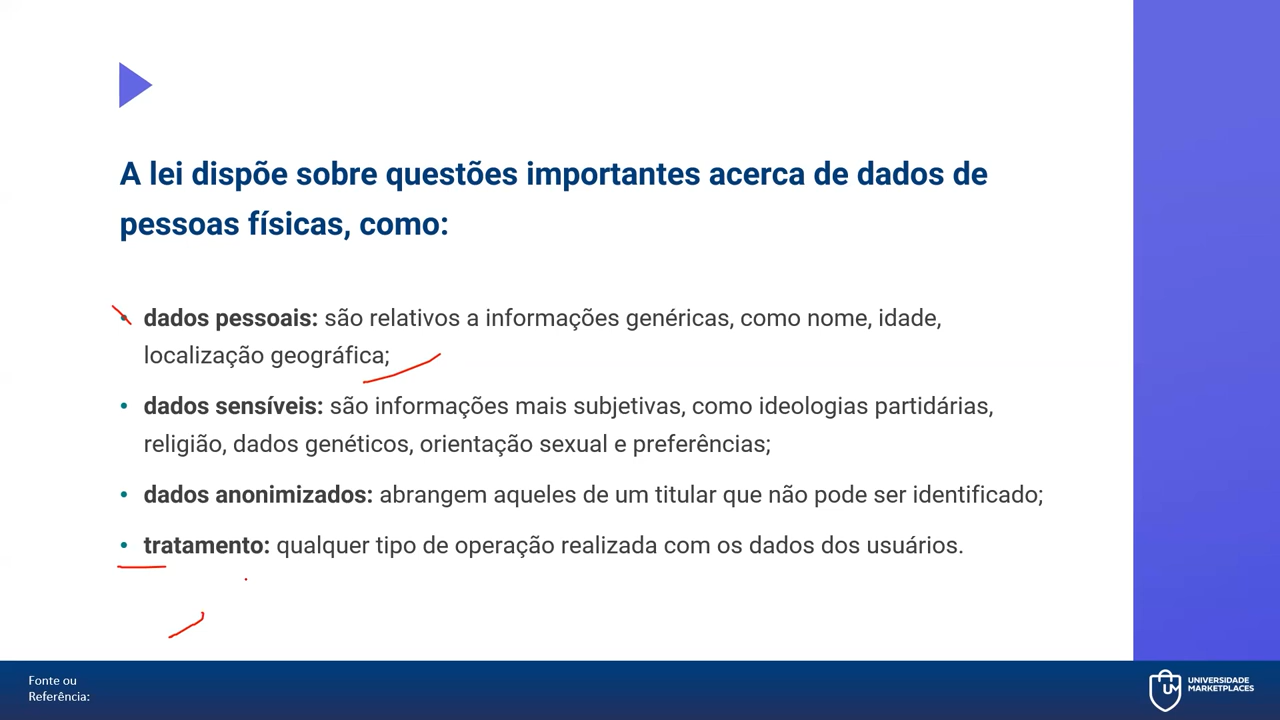 A lei dispõe sobre questões importantes acerca de dados de
pessoas físicas, como:
• dados pessoais: são relativos a informações genéricas, como nome, idade,
localização geográfica;
• dados sensíveis: são informações mais subjetivas, como ideologias partidárias,
religião, dados genéticos, orientação sexual e preferências;
• dados anonimizados: abrangem aqueles de um titular que não pode ser identificado;
• tratamento: qualquer tipo de operação realizada com os dados dos usuários.
Fonte ou
Referência:
UM
UNIVERSIDADE
MARKETPLACES